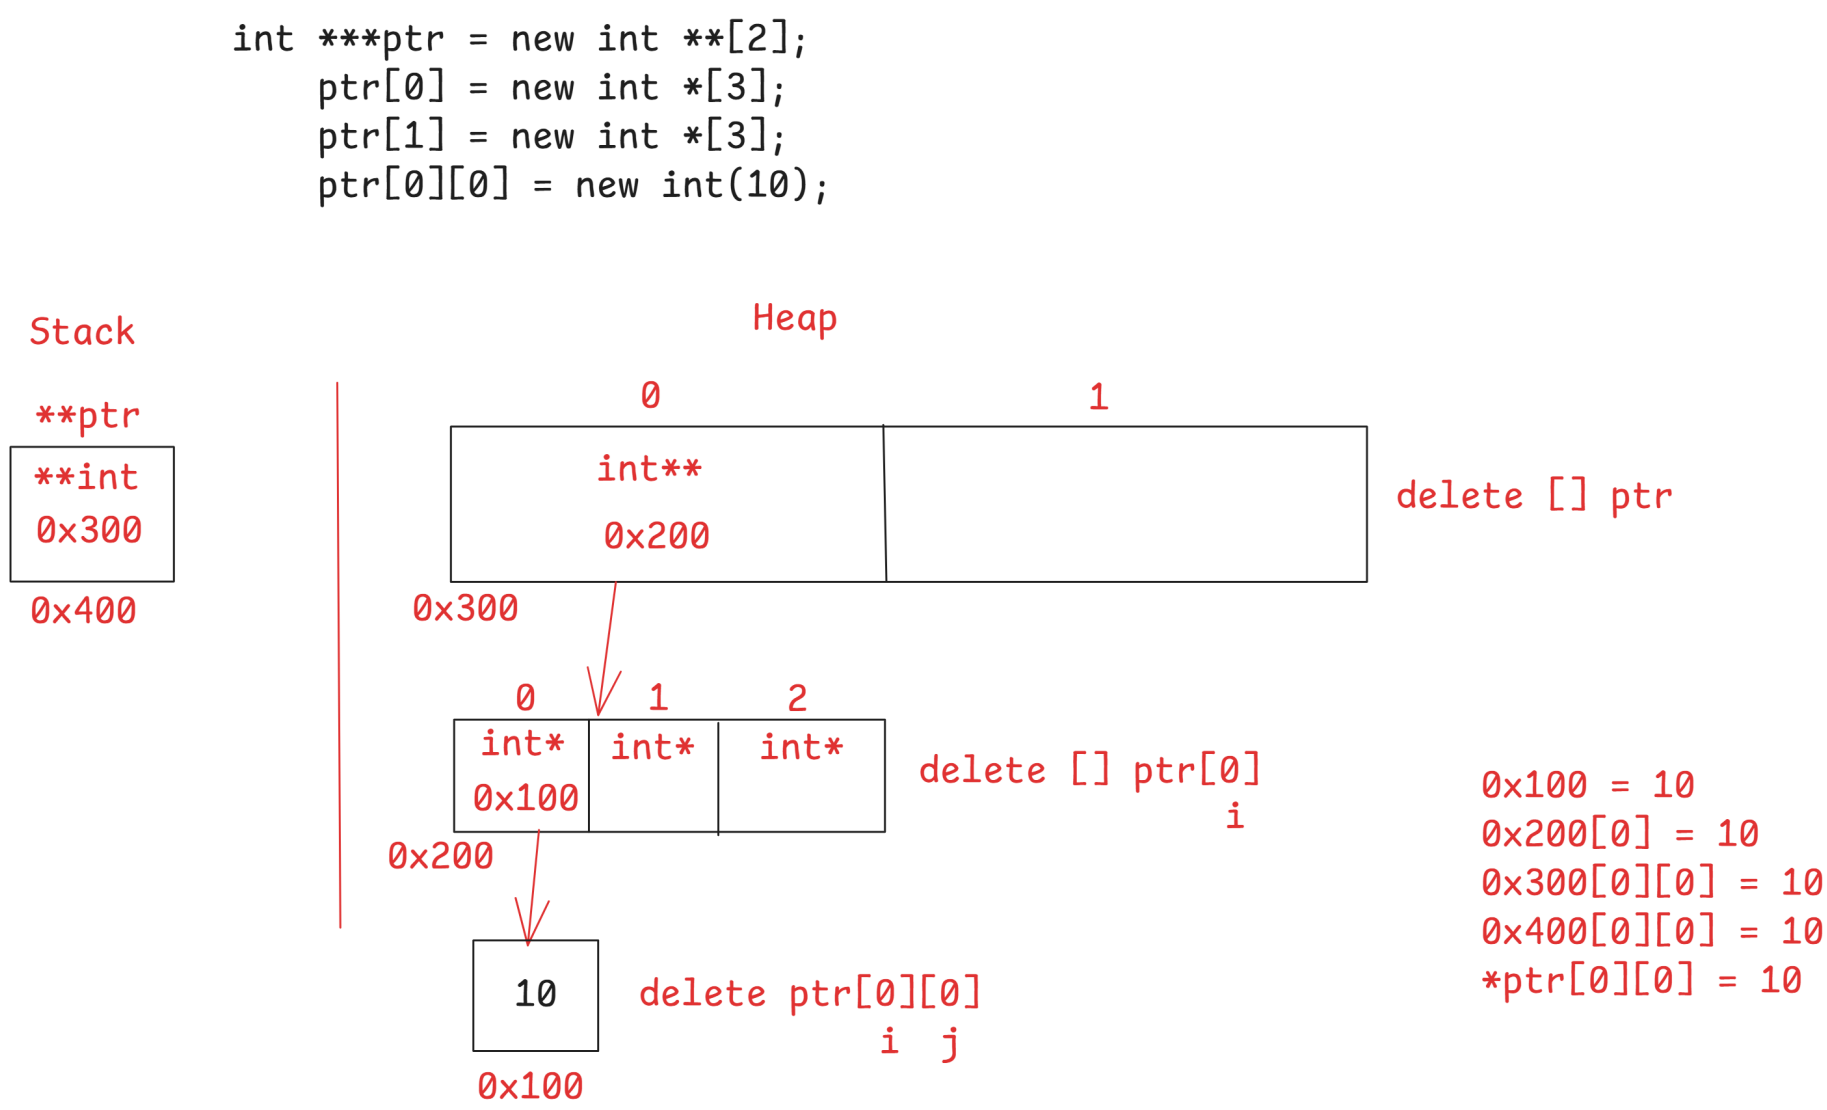 int ***ptr = new int **[2];
ptr[0] = new int *[3];
ptr[1] = new int *[3];
ptr[0][0] = new int(10);
Stack
Heap
**ptr
**int
0x300
0x400
0 1
int**
0x200
0x300
delete [] ptr
0 1 2
int* int* int*
0x100
0x200
delete [] ptr[0]
i
10
0x100
delete ptr[0][0]
i j
0x100 = 10
0x200[0] = 10
0x300[0][0] = 10
0x400[0][0] = 10
*ptr[0][0] = 10